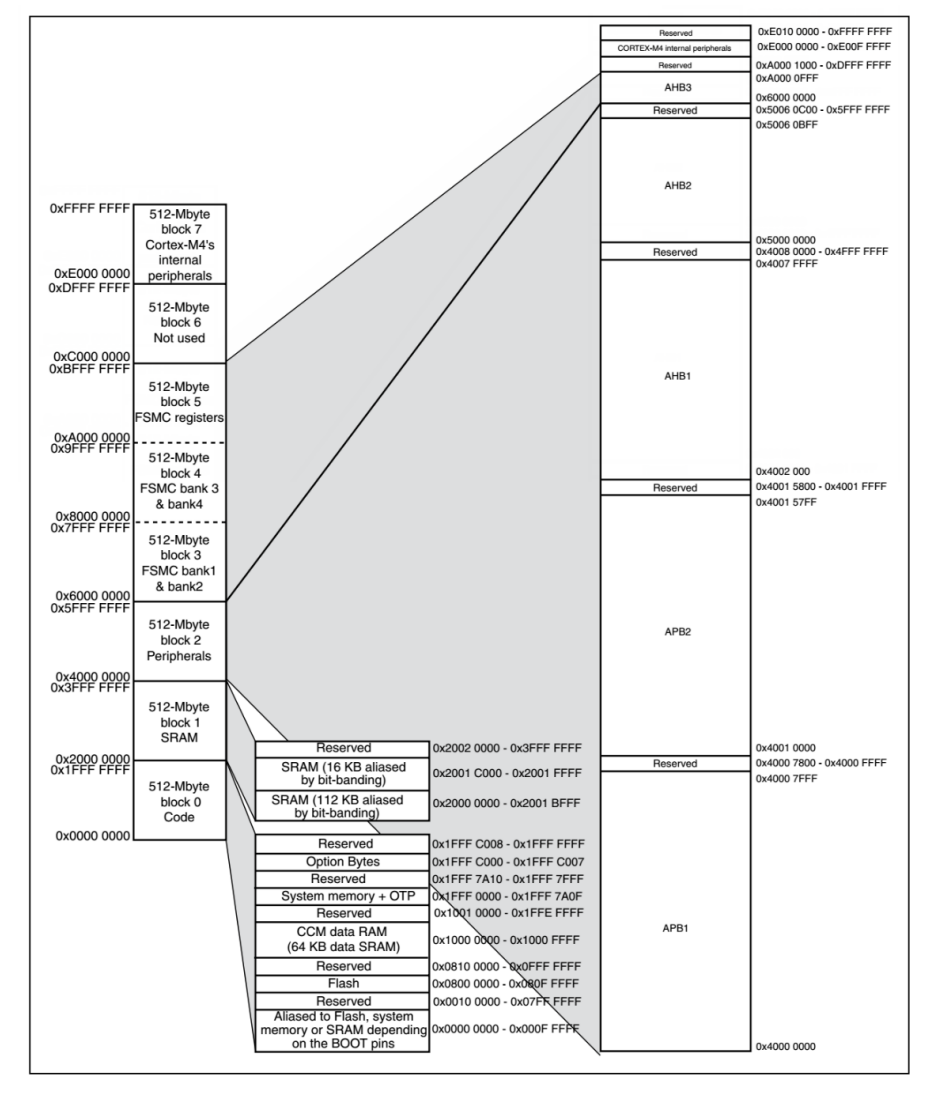 0xFFFF FFFF
512-Mbyte
block 7
Cortex-M4's
internal
peripherals
0xE000 0000
0xDFFF FFFF
512-Mbyte
block 6
Not used
0xC000 0000
0xBFFF FFFF
512-Mbyte
block 5
FSMC registers
0xA000 0000
0x9FFF FFFF
512-Mbyte
block 4
FSMC bank 3
& bank4
0x8000 0000
0x7FFF FFFF
512-Mbyte
block 3
FSMC bank1
& bank2
0x6000 0000
0x5FFF FFFF
512-Mbyte
block 2
Peripherals
0x4000 0000
0x3FFF FFFF
512-Mbyte
block 1
SRAM
0x2000 0000
0x1FFF FFFF
512-Mbyte
block 0
Code
0x0000 0000
Reserved 0x2002 0000 - 0x3FFF FFFF
SRAM (16 KB aliased
by bit-banding) 0x2001 C000 - 0x2001 FFFF
SRAM (112 KB aliased
by bit-banding) 0x2000 0000 - 0x2001 BFFF
Reserved 0x1FFF C008 - 0x1FFF FFFF
Option Bytes 0x1FFF C000 - 0x1FFF C007
Reserved 0x1FFF 7A10 - 0x1FFF 7FFF
System memory + OTP 0x1FFF 0000 - 0x1FFF 7A0F
Reserved 0x1001 0000 - 0x1FFE FFFF
CCM data RAM
(64 KB data SRAM) 0x1000 0000 - 0x1000 FFFF
Reserved 0x0810 0000 - 0x0FFF FFFF
Flash 0x0800 0000 - 0x080F FFFF
Reserved 0x0010 0000 - 0x07FF FFFF
Aliased to Flash, system
memory or SRAM depending 0x0000 0000 - 0x000F FFFF
on the BOOT pins
Reserved 0xE010 0000 - 0xFFFF FFFF
CORTEX-M4 internal peripherals 0xE000 0000 - 0xE00F FFFF
Reserved 0xA000 1000 - 0xDFFF FFFF
0xA000 0FFF
AHB3
0x6000 0000
Reserved 0x5006 0C00 - 0x5FFF FFFF
0x5006 0BFF
AHB2
0x5000 0000
Reserved 0x4008 0000 - 0x4FFF FFFF
0x4007 FFFF
AHB1
0x4002 000
Reserved 0x4001 5800 - 0x4001 FFFF
0x4001 57FF
APB2
0x4001 0000
Reserved 0x4000 7800 - 0x4000 FFFF
0x4000 7FFF
APB1
0x4000 0000